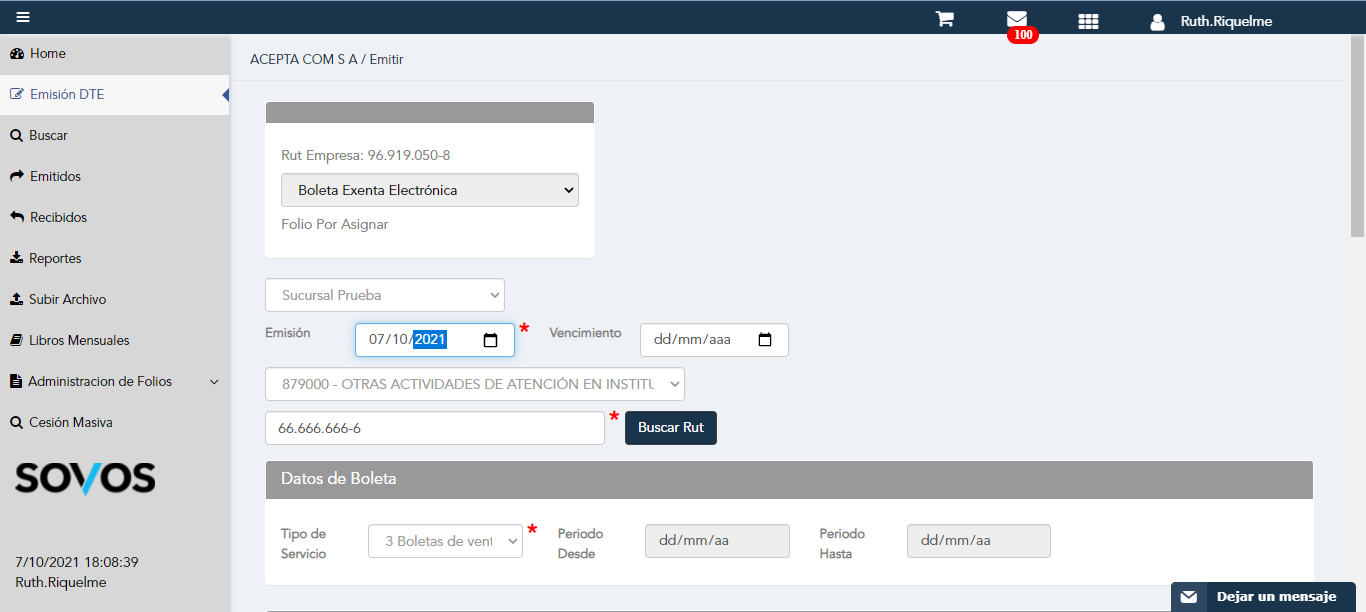 Ruth.Riquelme
100
Home
Emisión DTE
Buscar
Emitidos
Recibidos
Reportes
Subir Archivo
Libros Mensuales
Administracion de Folios
Cesión Masiva
SOVOS
7/10/2021 18:08:39
Ruth.Riquelme
ACEPTA COM S A / Emitir
Rut Empresa: 96.919.050-8
Boleta Exenta Electrónica
Folio Por Asignar
Sucursal Prueba
Emisión 07/10/2021 * Vencimiento dd/mm/aaa
879000 - OTRAS ACTIVIDADES DE ATENCIÓN EN INSTITU
66.666.666-6 * Buscar Rut
Datos de Boleta
Tipo de Servicio 3 Boletas de vent * Periodo Desde dd/mm/aa Periodo Hasta dd/mm/aa
Dejar un mensaje